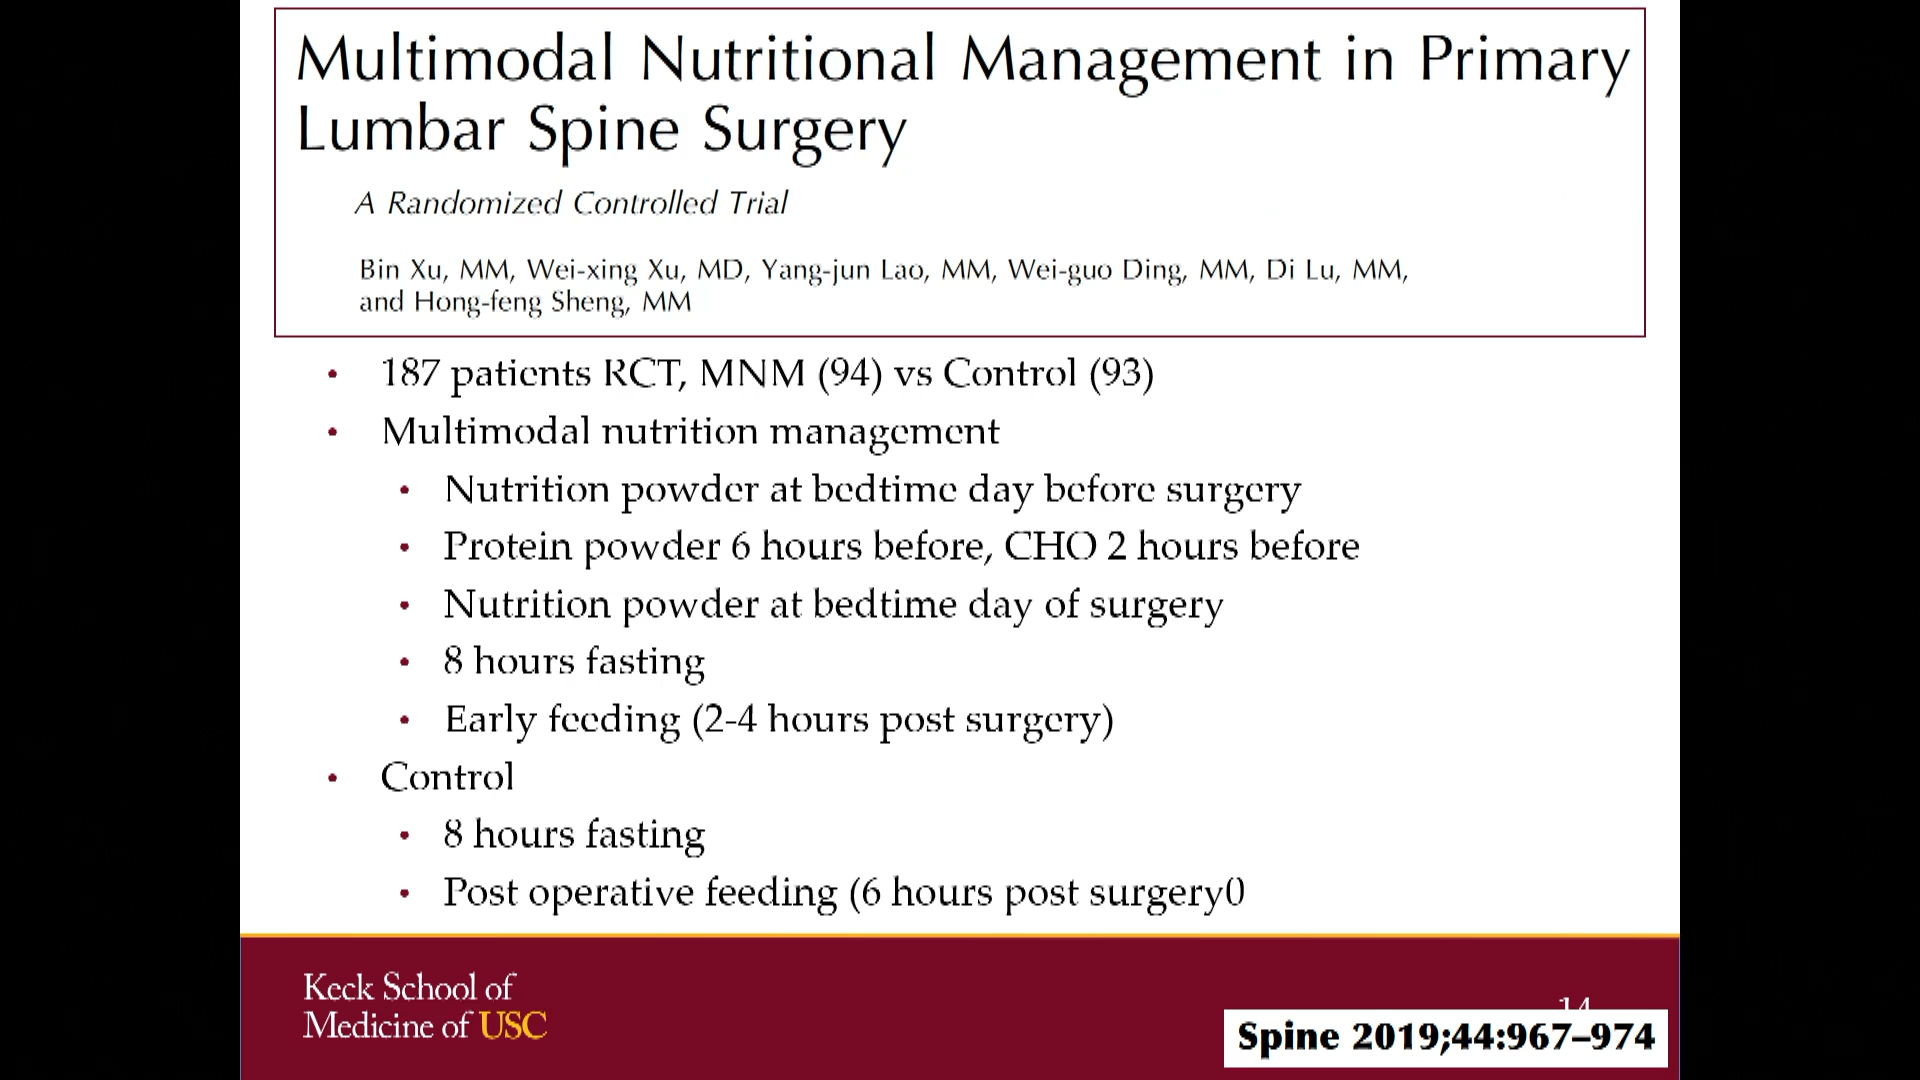 Multimodal Nutritional Management in Primary
Lumbar Spine Surgery
A Randomized Controlled Trial
Bin Xu, MM, Wei-xing Xu, MD, Yang-jun Lao, MM, Wei-guo Ding, MM, Di Lu, MM,
and Hong-feng Sheng, MM
• 187 patients RCT, MNM (94) vs Control (93)
• Multimodal nutrition management
• Nutrition powder at bedtime day before surgery
• Protein powder 6 hours before, CHO 2 hours before
• Nutrition powder at bedtime day of surgery
• 8 hours fasting
• Early feeding (2-4 hours post surgery)
• Control
• 8 hours fasting
• Post operative feeding (6 hours post surgery0
Keck School of
Medicine of USC
14
Spine 2019;44:967–974